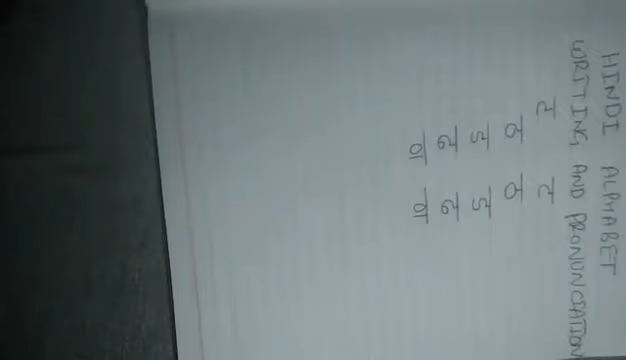 HINDI ALPHABET
WRITING AND PRONUNCIATION
ट ट
ठ ठ
ड ड
ढ ढ
ण ण